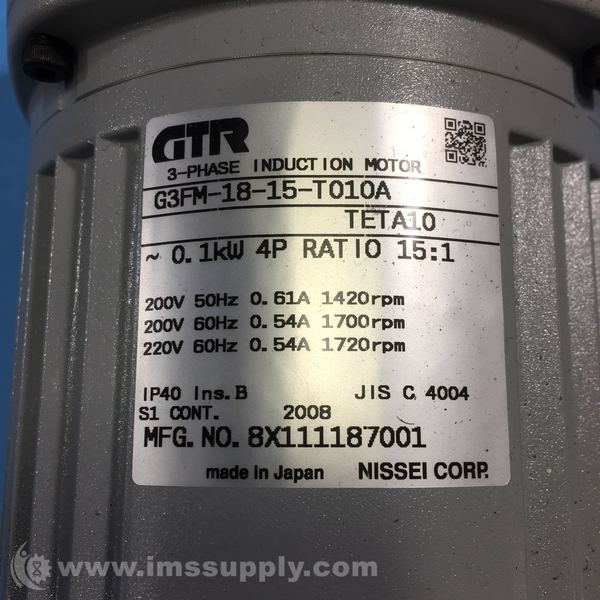 GTR
3-PHASE INDUCTION MOTOR
G3FM-18-15-T010A
TETA10
~ 0.1kW 4P RATIO 15:1
200V 50Hz 0.61A 1420rpm
200V 60Hz 0.54A 1700rpm
220V 60Hz 0.54A 1720rpm
IP40 Ins.B JIS C 4004
S1 CONT. 2008
MFG.NO.8X111187001
made in Japan NISSEI CORP.
www.imssupply.com